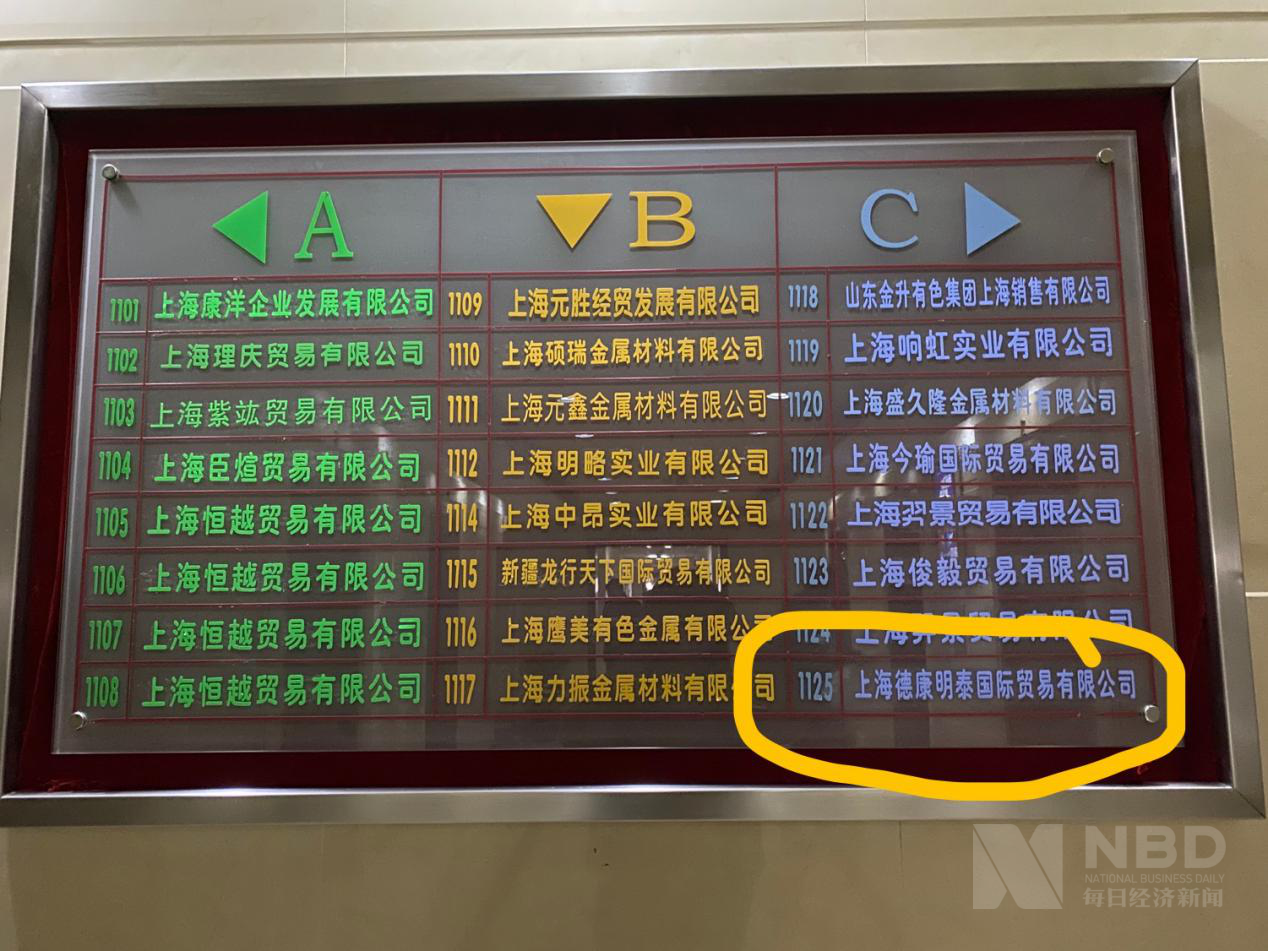 A
B
C
1101 上海康洋企业发展有限公司
1102 上海理庆贸易有限公司
1103 上海紫竑贸易有限公司
1104 上海臣煊贸易有限公司
1105 上海恒越贸易有限公司
1106 上海恒越贸易有限公司
1107 上海恒越贸易有限公司
1108 上海恒越贸易有限公司
1109 上海元胜经贸发展有限公司
1110 上海硕瑞金属材料有限公司
1111 上海元鑫金属材料有限公司
1112 上海明略实业有限公司
1114 上海中昂实业有限公司
1115 新疆龙行天下国际贸易有限公司
1116 上海鹰美有色金属有限公司
1117 上海力振金属材料有限公司
1118 山东金升有色集团上海销售有限公司
1119 上海响虹实业有限公司
1120 上海盛久隆金属材料有限公司
1121 上海今瑜国际贸易有限公司
1122 上海羿景贸易有限公司
1123 上海俊毅贸易有限公司
1124 上海羿景贸易有限公司
1125 上海德康明泰国际贸易有限公司
NBD
NATIONAL BUSINESS DAILY
每日经济新闻